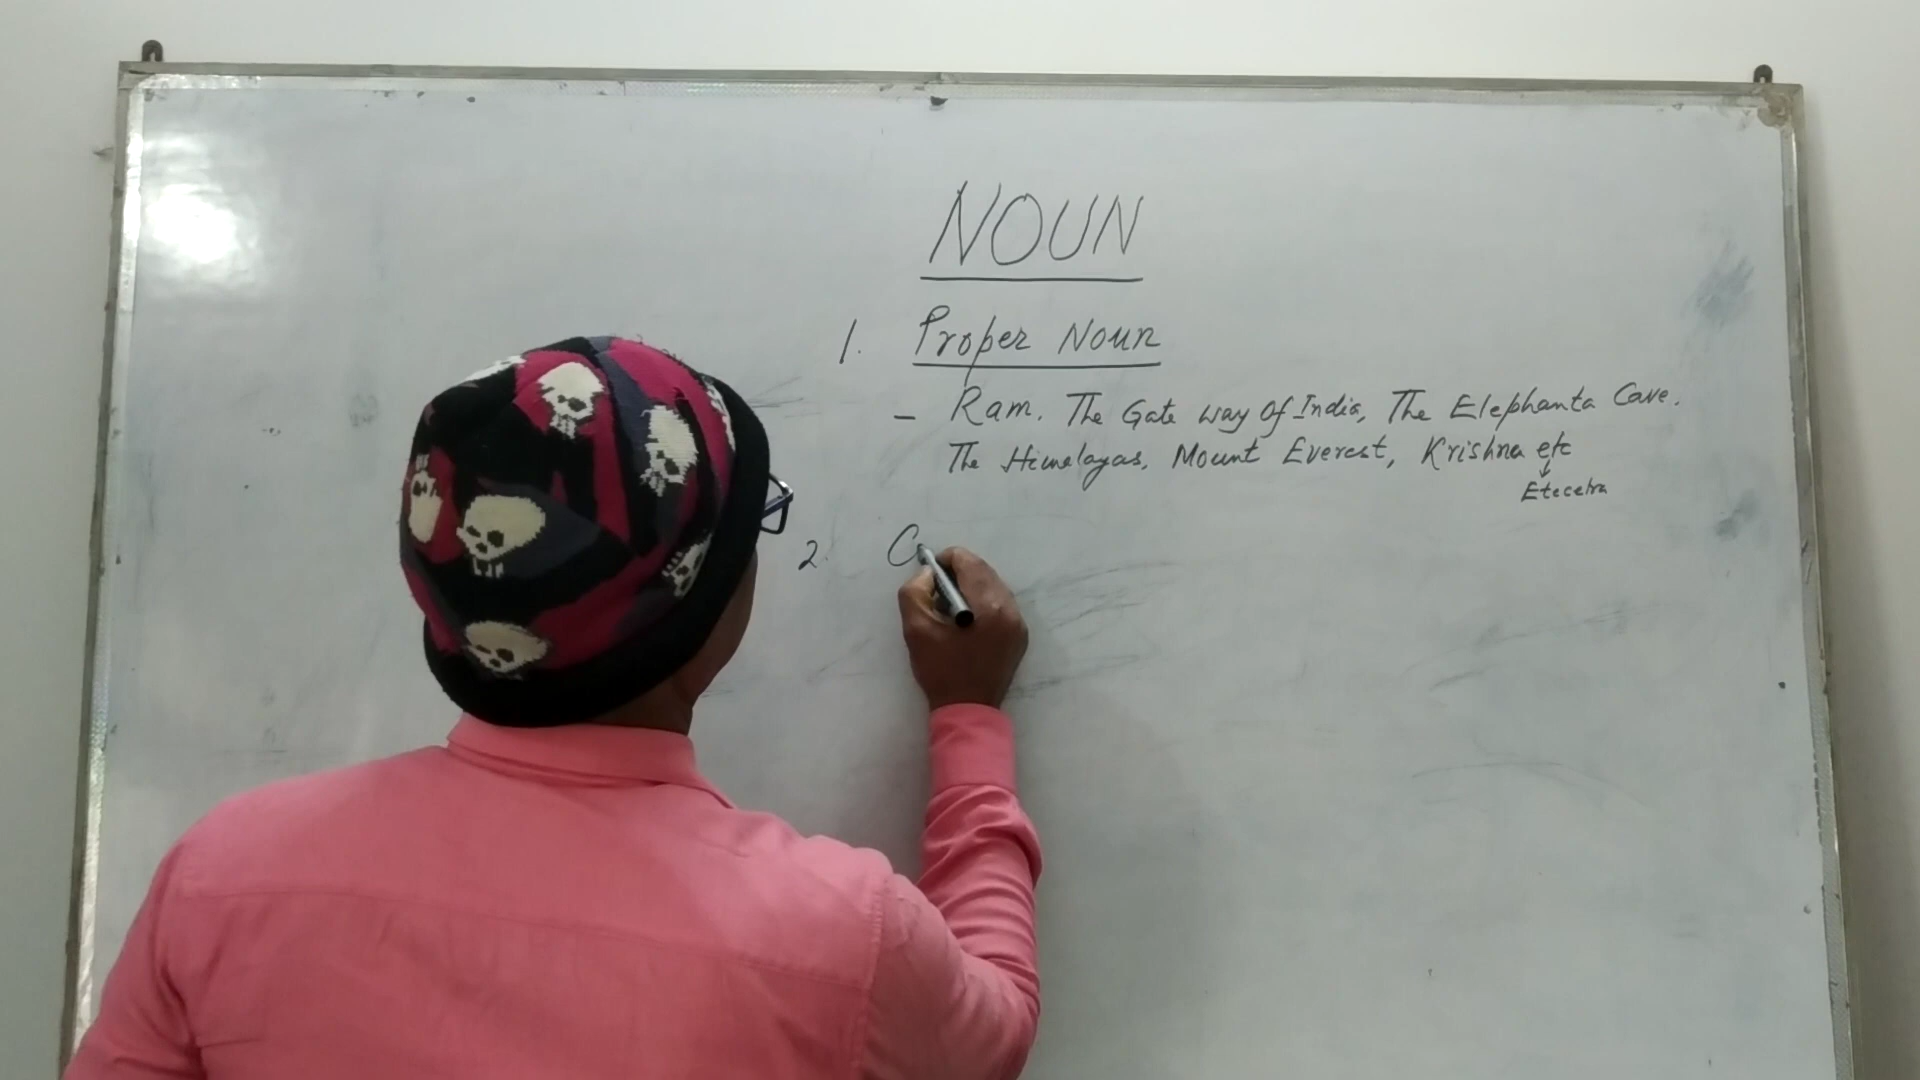 NOUN
1. Proper Noun
- Ram. The Gate way Of India, The Elephanta Cave.
The Himalayas, Mount Everest, Krishna etc
↓
Etecetra
2. C